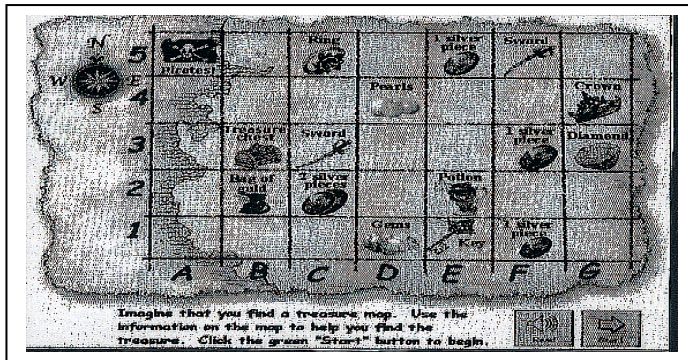 N
5 Ring 1 silver piece Sword
W E Pirates!
4 Pearls Crown
S
3 Treasure Chest Sword 1 silver piece Diamond
2 Bag of gold 2 silver pieces Potion
1 Gems Key 1 silver piece
A B C D E F G
Imagine that you find a treasure map. Use the
information on the map to help you find the
treasure. Click the green "Start" button to begin.